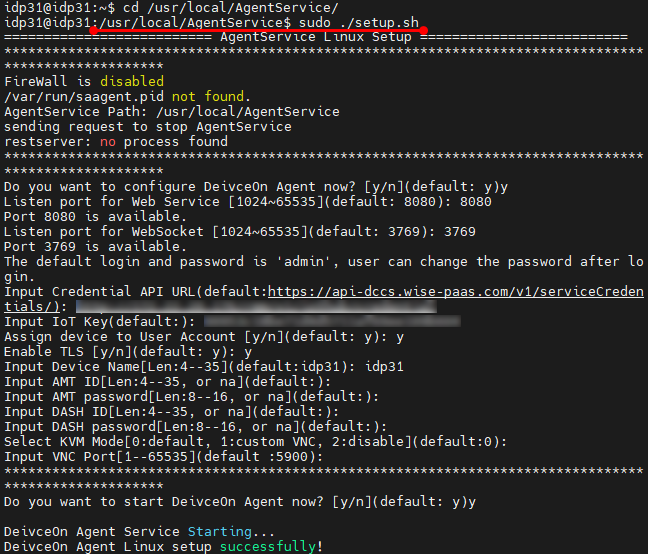 idp31@idp31:~$ cd /usr/local/AgentService/
idp31@idp31:/usr/local/AgentService$ sudo ./setup.sh
========================== AgentService Linux Setup ==========================
********************************************************************************
********************
FireWall is disabled
/var/run/saagent.pid not found.
AgentService Path: /usr/local/AgentService
sending request to stop AgentService
restserver: no process found
********************************************************************************
********************
Do you want to configure DeivceOn Agent now? [y/n](default: y)y
Listen port for Web Service [1024~65535](default: 8080): 8080
Port 8080 is available.
Listen port for WebSocket [1024~65535](default: 3769): 3769
Port 3769 is available.
The default login and password is 'admin', user can change the password after lo
gin.
Input Credential API URL(default:https://api-dccs.wise-paas.com/v1/serviceCreden
tials/):
Input IoT Key(default:):
Assign device to User Account [y/n](default: y): y
Enable TLS [y/n](default: y): y
Input Device Name[Len:4--35](default:idp31): idp31
Input AMT ID[Len:4--35, or na](default:):
Input AMT password[Len:8--16, or na](default:):
Input DASH ID[Len:4--35, or na](default:):
Input DASH password[Len:8--16, or na](default:):
Select KVM Mode[0:default, 1:custom VNC, 2:disable](default:0):
Input VNC Port[1--65535](default :5900):
********************************************************************************
********************
Do you want to start DeivceOn Agent now? [y/n](default: y)y
DeivceOn Agent Service Starting...
DeivceOn Agent Linux setup successfully!